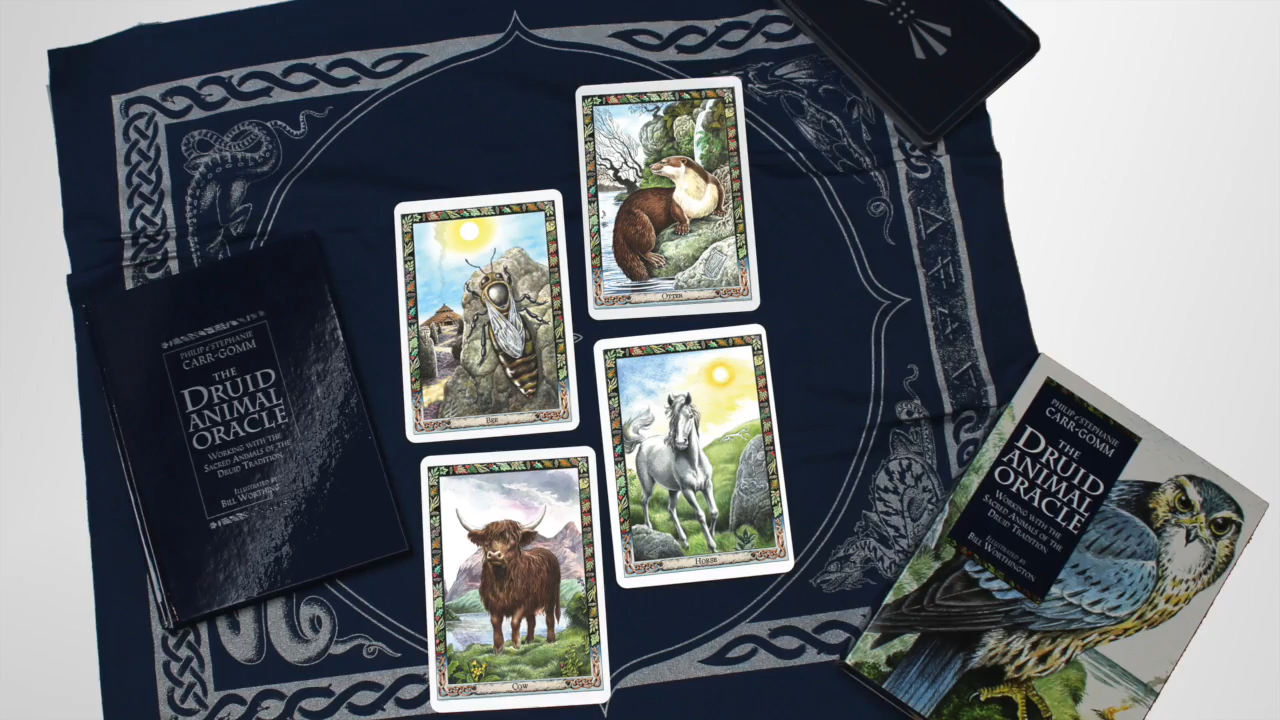 PHILIP & STEPHANIE
CARR-GOMM
THE
DRUID
ANIMAL
ORACLE
WORKING WITH THE
SACRED ANIMALS OF THE
DRUID TRADITION
ILLUSTRATED BY
BILL WORTHINGTON
BEE
OTTER
COW
HORSE
PHILIP & STEPHANIE
CARR-GOMM
THE
DRUID
ANIMAL
ORACLE
WORKING WITH THE
SACRED ANIMALS OF THE
DRUID TRADITION
ILLUSTRATED BY
BILL WORTHINGTON